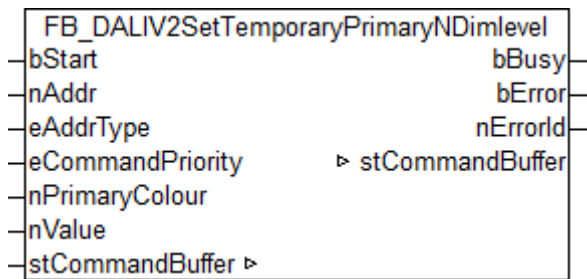 FB_DALIV2SetTemporaryPrimaryNDimlevel
bStart bBusy
nAddr bError
eAddrType nErrorId
eCommandPriority ▹ stCommandBuffer
nPrimaryColour
nValue
stCommandBuffer ▹